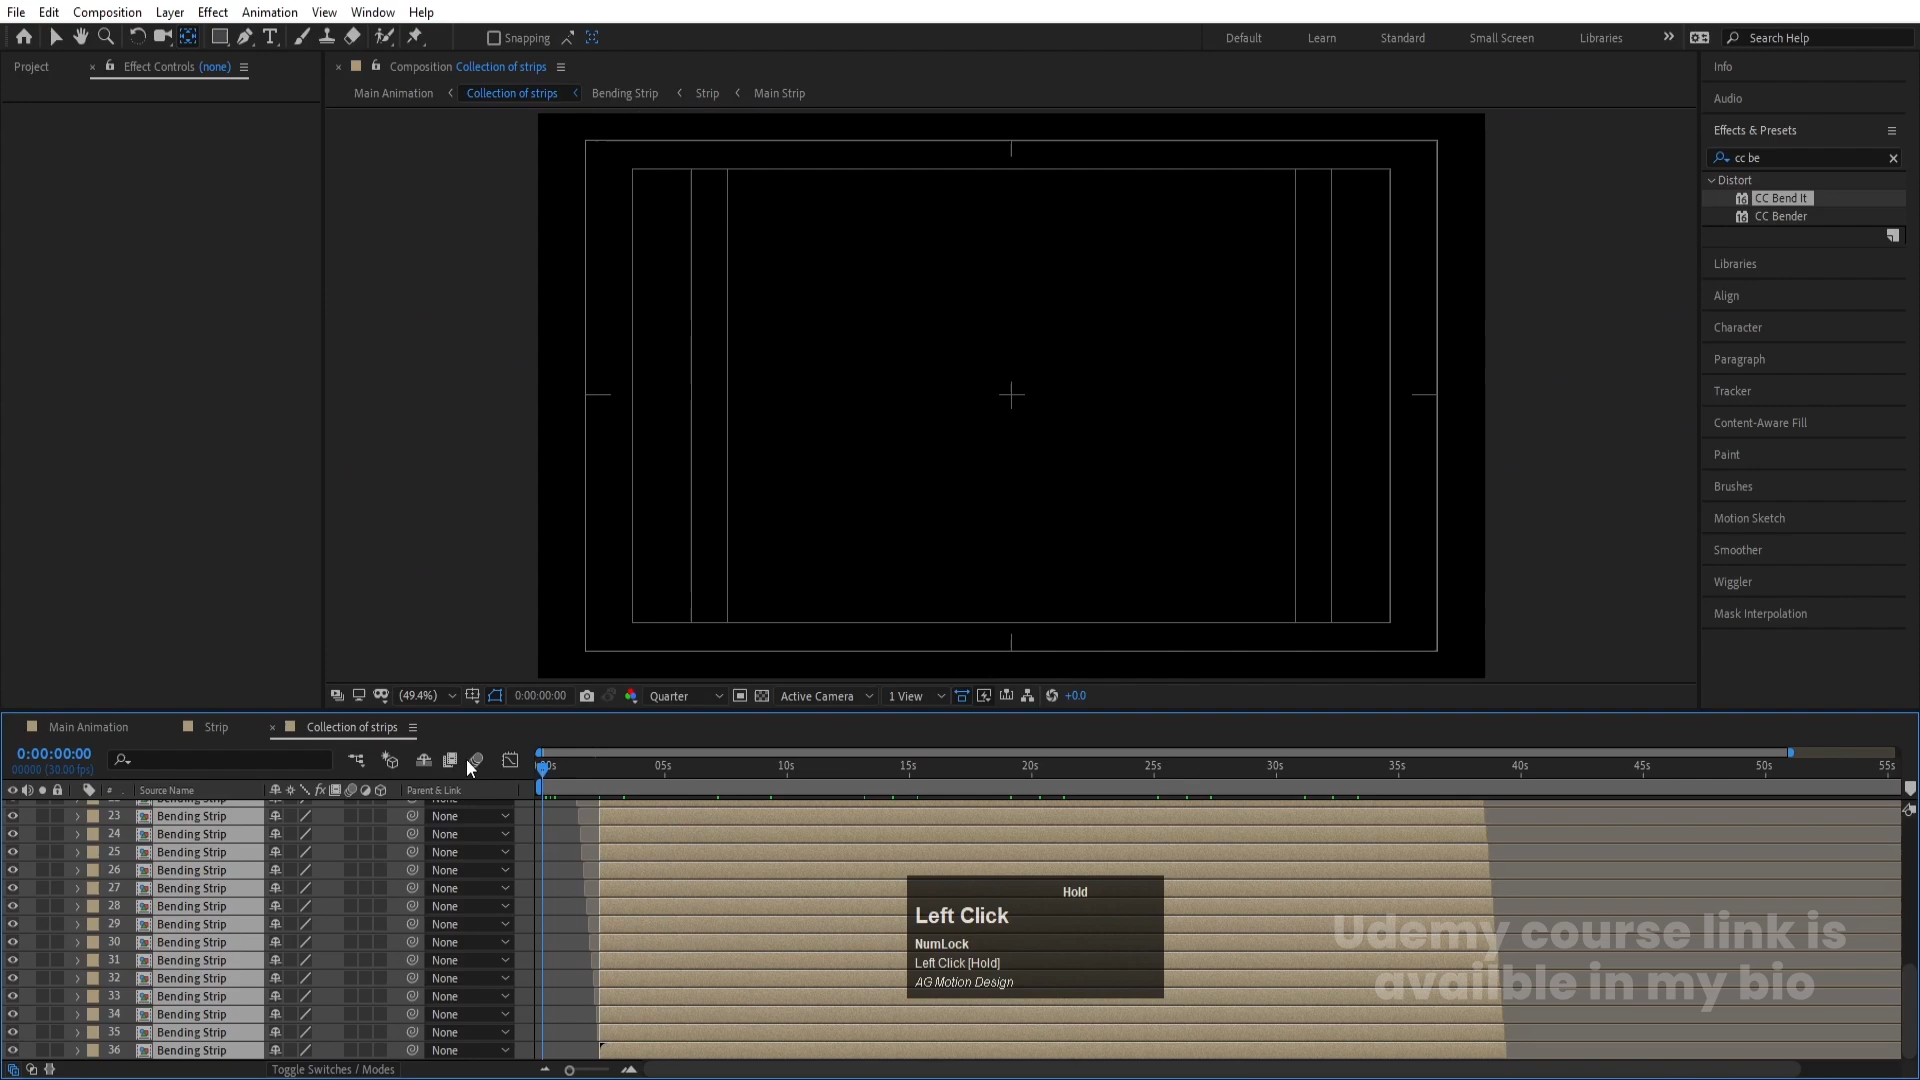 File Edit Composition Layer Effect Animation View Window Help
Snapping
Default Learn Standard Small Screen Libraries
Search Help
Project
Effect Controls (none)
Composition Collection of strips
Main Animation Collection of strips Bending Strip Strip Main Strip
Info
Audio
Effects & Presets
cc be
Distort
CC Bend It
CC Bender
Libraries
Align
Character
Paragraph
Tracker
Content-Aware Fill
Paint
Brushes
Motion Sketch
Smoother
Wiggler
Mask Interpolation
(49.4%) 0:00:00:00 Quarter Active Camera 1 View +0.0
Main Animation Strip Collection of strips
0:00:00:00
00000 (30.00 fps)
05s 10s 15s 20s 25s 30s 35s 40s 45s 50s 55s
# Source Name fx Parent & Link
23 Bending Strip None
24 Bending Strip None
25 Bending Strip None
26 Bending Strip None
27 Bending Strip None
28 Bending Strip None
29 Bending Strip None
30 Bending Strip None
31 Bending Strip None
32 Bending Strip None
33 Bending Strip None
34 Bending Strip None
35 Bending Strip None
36 Bending Strip None
Toggle Switches / Modes
Hold
Left Click
NumLock
Left Click [Hold]
AG Motion Design
Udemy course link is
availble in my bio